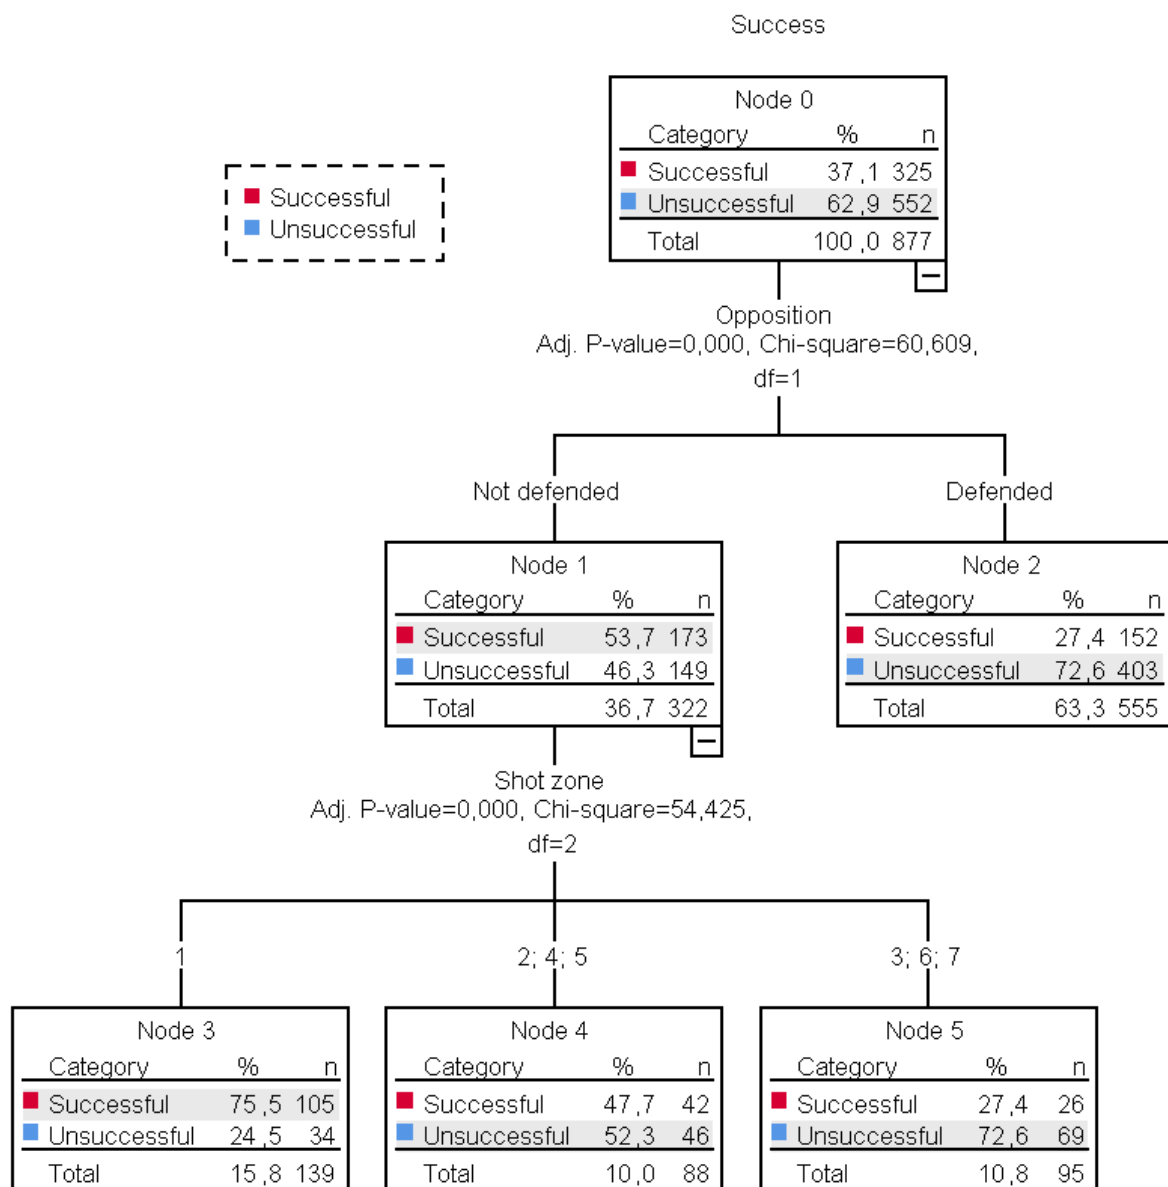 Success
Node 0
Category % n
Successful 37 ,1 325
Unsuccessful 62 ,9 552
Total 100 ,0 877
Successful
Unsuccessful
Opposition
Adj. P-value=0,000, Chi-square=60,609,
df=1
Not defended
Defended
Node 1
Category % n
Successful 53 ,7 173
Unsuccessful 46 ,3 149
Total 36 ,7 322
Node 2
Category % n
Successful 27 ,4 152
Unsuccessful 72 ,6 403
Total 63 ,3 555
Shot zone
Adj. P-value=0,000, Chi-square=54,425,
df=2
1
2; 4; 5
3; 6; 7
Node 3
Category % n
Successful 75 ,5 105
Unsuccessful 24 ,5 34
Total 15 ,8 139
Node 4
Category % n
Successful 47 ,7 42
Unsuccessful 52 ,3 46
Total 10 ,0 88
Node 5
Category % n
Successful 27 ,4 26
Unsuccessful 72 ,6 69
Total 10 ,8 95